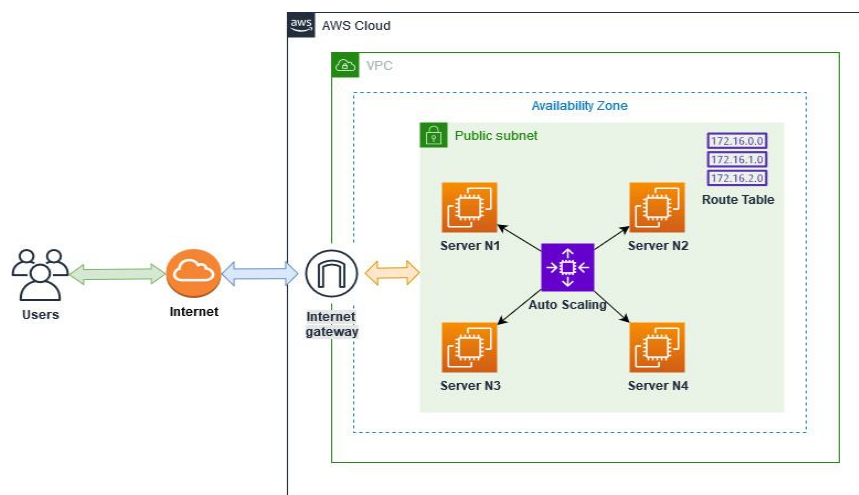 aws AWS Cloud
VPC
Availability Zone
Public subnet
172.16.0.0
172.16.1.0
172.16.2.0
Route Table
Server N1
Server N2
Auto Scaling
Server N3
Server N4
Users
Internet
Internet
gateway